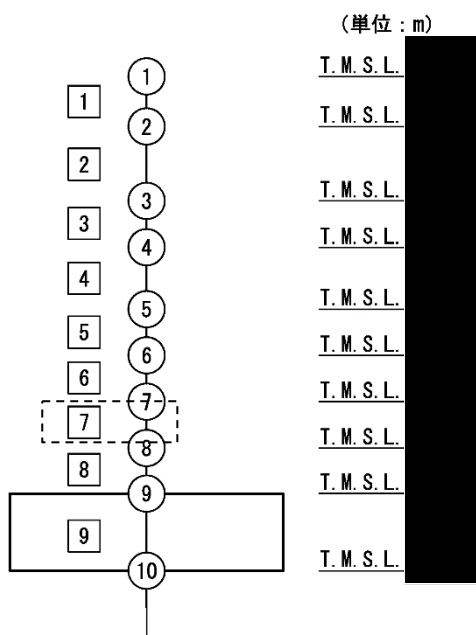 (単位：m)
① T.M.S.L.
1
② T.M.S.L.
2
③ T.M.S.L.
3
④ T.M.S.L.
4
⑤ T.M.S.L.
5
⑥ T.M.S.L.
6
⑦ T.M.S.L.
7
⑧ T.M.S.L.
8
⑨ T.M.S.L.
9
⑩ T.M.S.L.